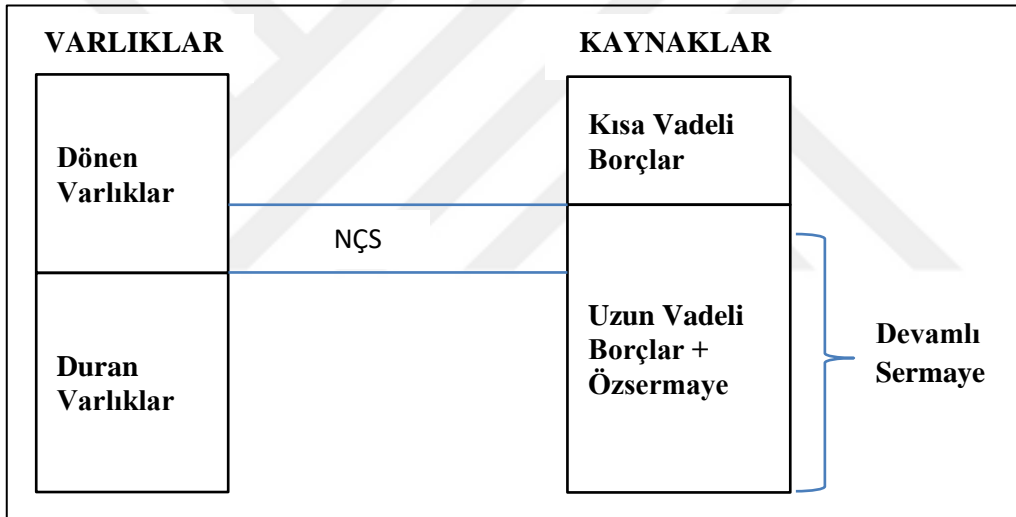 VARLIKLAR
Dönen
Varlıklar
Duran
Varlıklar
NÇS
KAYNAKLAR
Kısa Vadeli
Borçlar
Uzun Vadeli
Borçlar +
Özsermaye
Devamlı
Sermaye